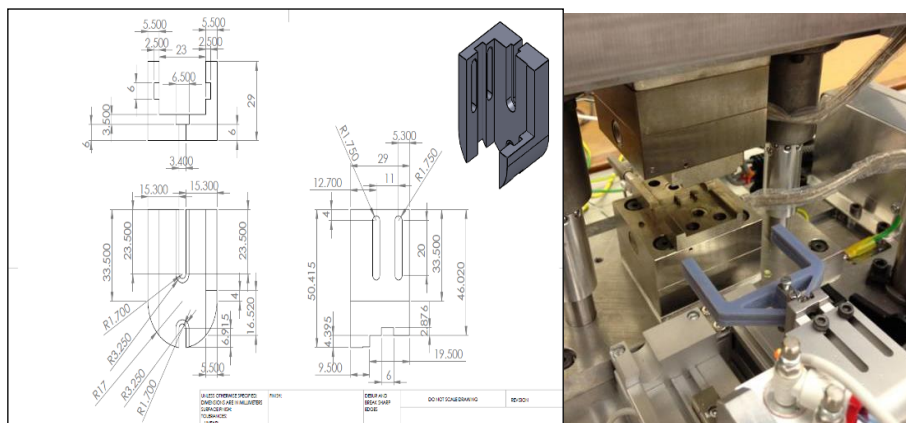 5.500
5.500
2.500
23
2.500
6.500
6
29
3.500
6
6
3.400
15.300
15.300
33.500
23.500
23.500
4
16.520
6.915
R1.700
R3.250
R17
R3.250
R1.700
5.500
R1.750
5.300
29
R1.750
12.700
11
4
20
33.500
50.415
46.020
4.395
2.876
9.500
19.500
6
UNLESS OTHERWISE SPECIFIED:
DIMENSIONS ARE IN MILLIMETERS
SURFACE FINISH:
TOLERANCES:
FINISH:
BREAK SHARP
EDGES
DO NOT SCALE DRAWING
REVISION